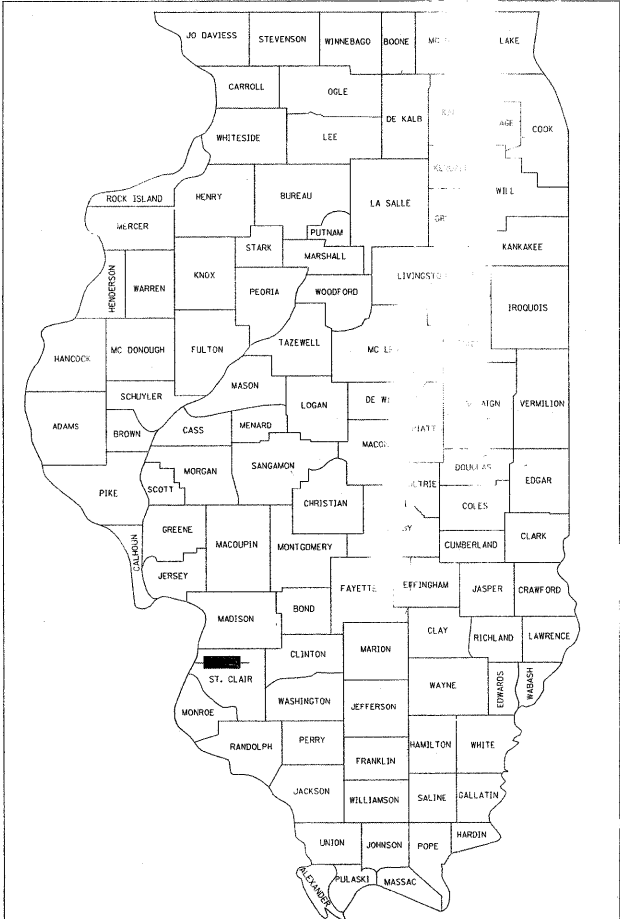 JO DAVIESS STEVENSON WINNEBAGO BOONE LAKE
CARROLL OGLE
DE KALB COOK
WHITESIDE LEE
ROCK ISLAND HENRY BUREAU LA SALLE WILL
MERCER PUTNAM
STARK MARSHALL KANKAKEE
HENDERSON WARREN KNOX PEORIA WOODFORD
IROQUOIS
HANCOCK MC DONOUGH FULTON TAZEWELL
MASON
SCHUYLER LOGAN VERMILION
ADAMS BROWN CASS MENARD
SANGAMON DOUGLAS
PIKE SCOTT MORGAN CHRISTIAN COLES EDGAR
GREENE
CALHOUN MACOUPIN MONTGOMERY CUMBERLAND CLARK
JERSEY FAYETTE EFFINGHAM JASPER CRAWFORD
MADISON BOND
CLAY RICHLAND LAWRENCE
CLINTON MARION
ST. CLAIR WAYNE EDWARDS WABASH
MONROE WASHINGTON JEFFERSON
RANDOLPH PERRY HAMILTON WHITE
FRANKLIN
JACKSON WILLIAMSON SALINE GALLATIN
HARDIN
UNION JOHNSON POPE
ALEXANDER PULASKI MASSAC